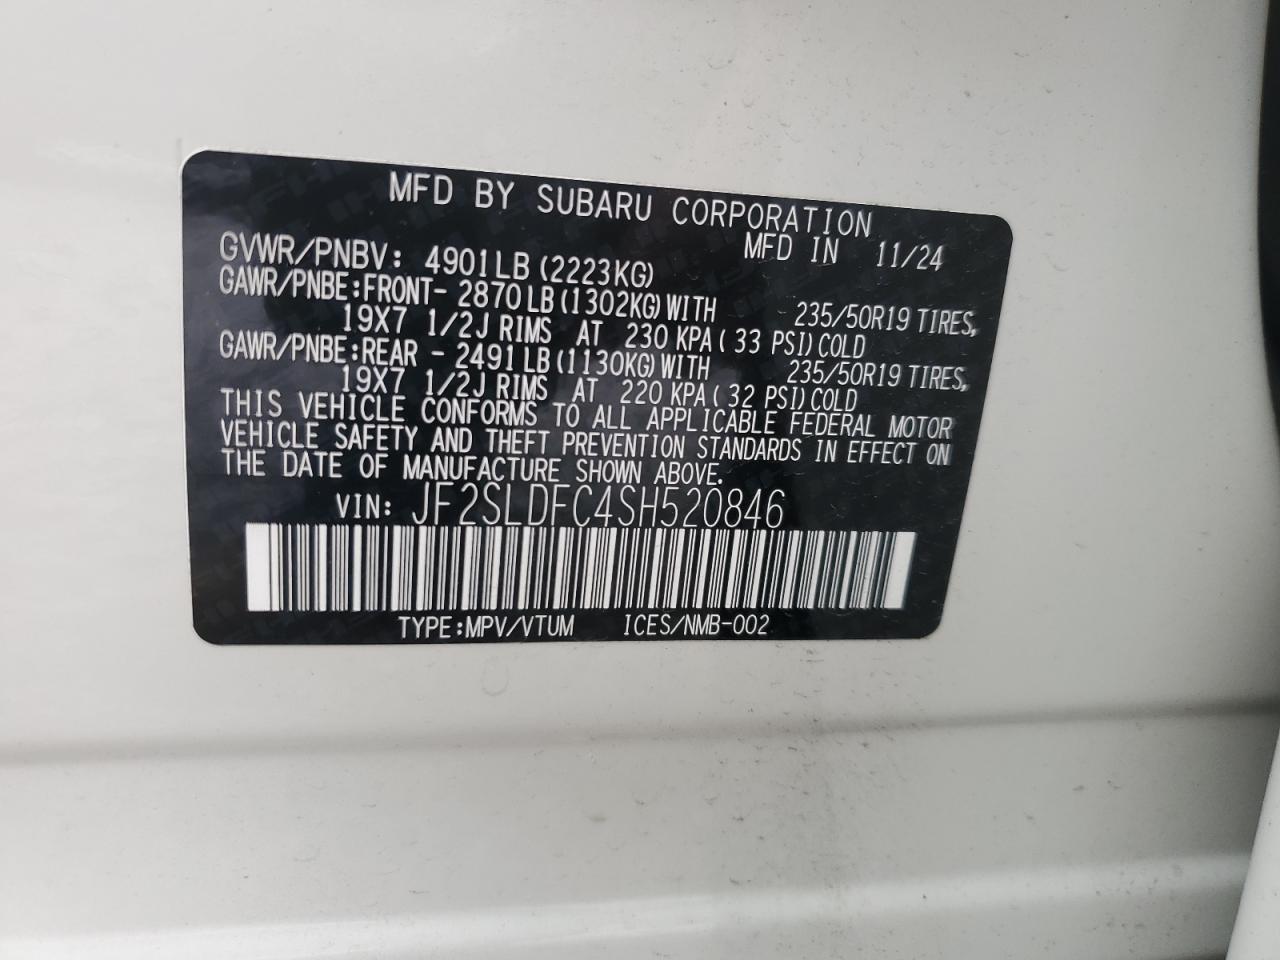 MFD BY SUBARU CORPORATION
MFD IN 11/24
GVWR/PNBV: 4901LB(2223KG)
GAWR/PNBE:FRONT- 2870LB(1302KG)WITH 235/50R19 TIRES,
19X7 1/2J RIMS AT 230 KPA( 33 PSI)COLD
GAWR/PNBE:REAR - 2491LB(1130KG)WITH 235/50R19 TIRES,
19X7 1/2J RIMS AT 220 KPA( 32 PSI)COLD
THIS VEHICLE CONFORMS TO ALL APPLICABLE FEDERAL MOTOR
VEHICLE SAFETY AND THEFT PREVENTION STANDARDS IN EFFECT ON
THE DATE OF MANUFACTURE SHOWN ABOVE.
VIN: JF2SLDFC4SH520846
TYPE:MPV/VTUM ICES/NMB-002